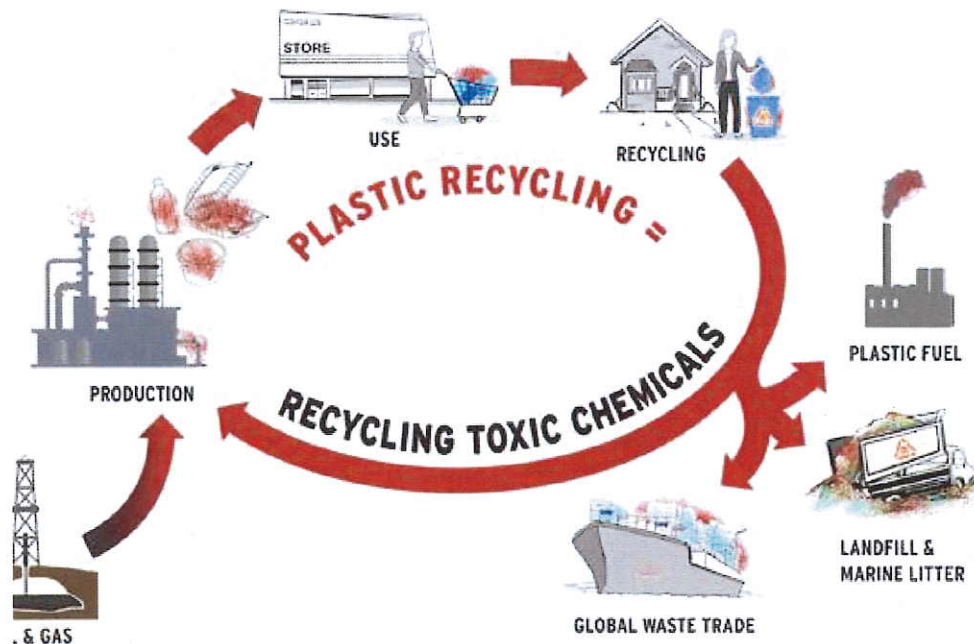 STORE
USE
RECYCLING
PLASTIC RECYCLING =
PLASTIC FUEL
PRODUCTION
RECYCLING TOXIC CHEMICALS
LANDFILL &
MARINE LITTER
GLOBAL WASTE TRADE
. & GAS